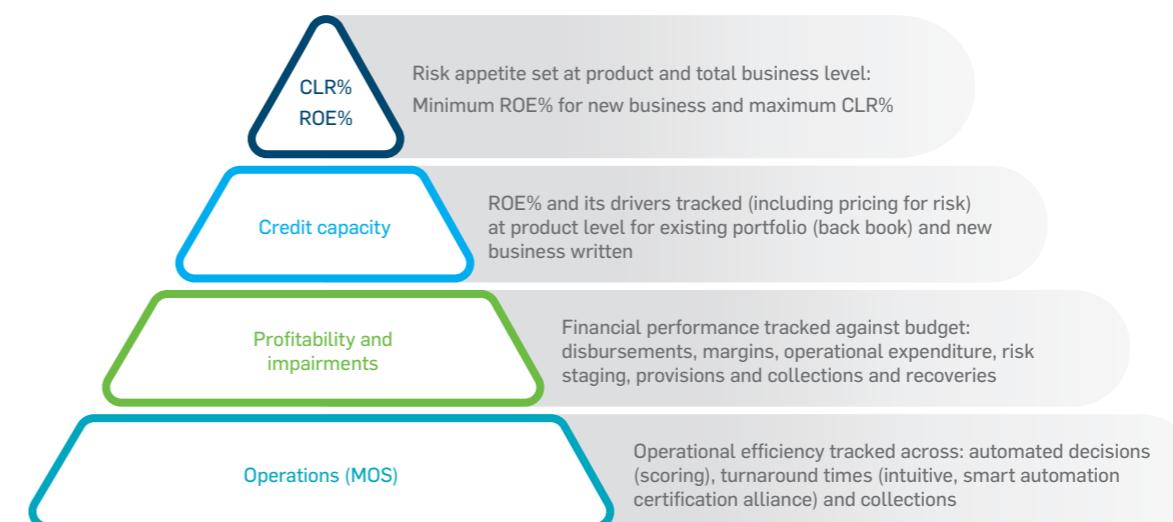 CLR%
ROE%
Risk appetite set at product and total business level:
Minimum ROE% for new business and maximum CLR%
Credit capacity
ROE% and its drivers tracked (including pricing for risk)
at product level for existing portfolio (back book) and new
business written
Profitability and
impairments
Financial performance tracked against budget:
disbursements, margins, operational expenditure, risk
staging, provisions and collections and recoveries
Operations (MOS)
Operational efficiency tracked across: automated decisions
(scoring), turnaround times (intuitive, smart automation
certification alliance) and collections